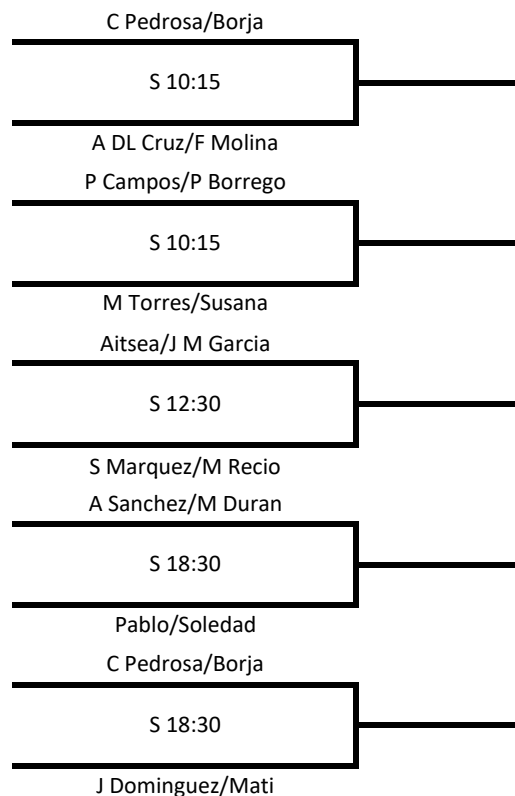 C Pedrosa/Borja
S 10:15
A DL Cruz/F Molina
P Campos/P Borrego
S 10:15
M Torres/Susana
Aitsea/J M Garcia
S 12:30
S Marquez/M Recio
A Sanchez/M Duran
S 18:30
Pablo/Soledad
C Pedrosa/Borja
S 18:30
J Dominguez/Mati